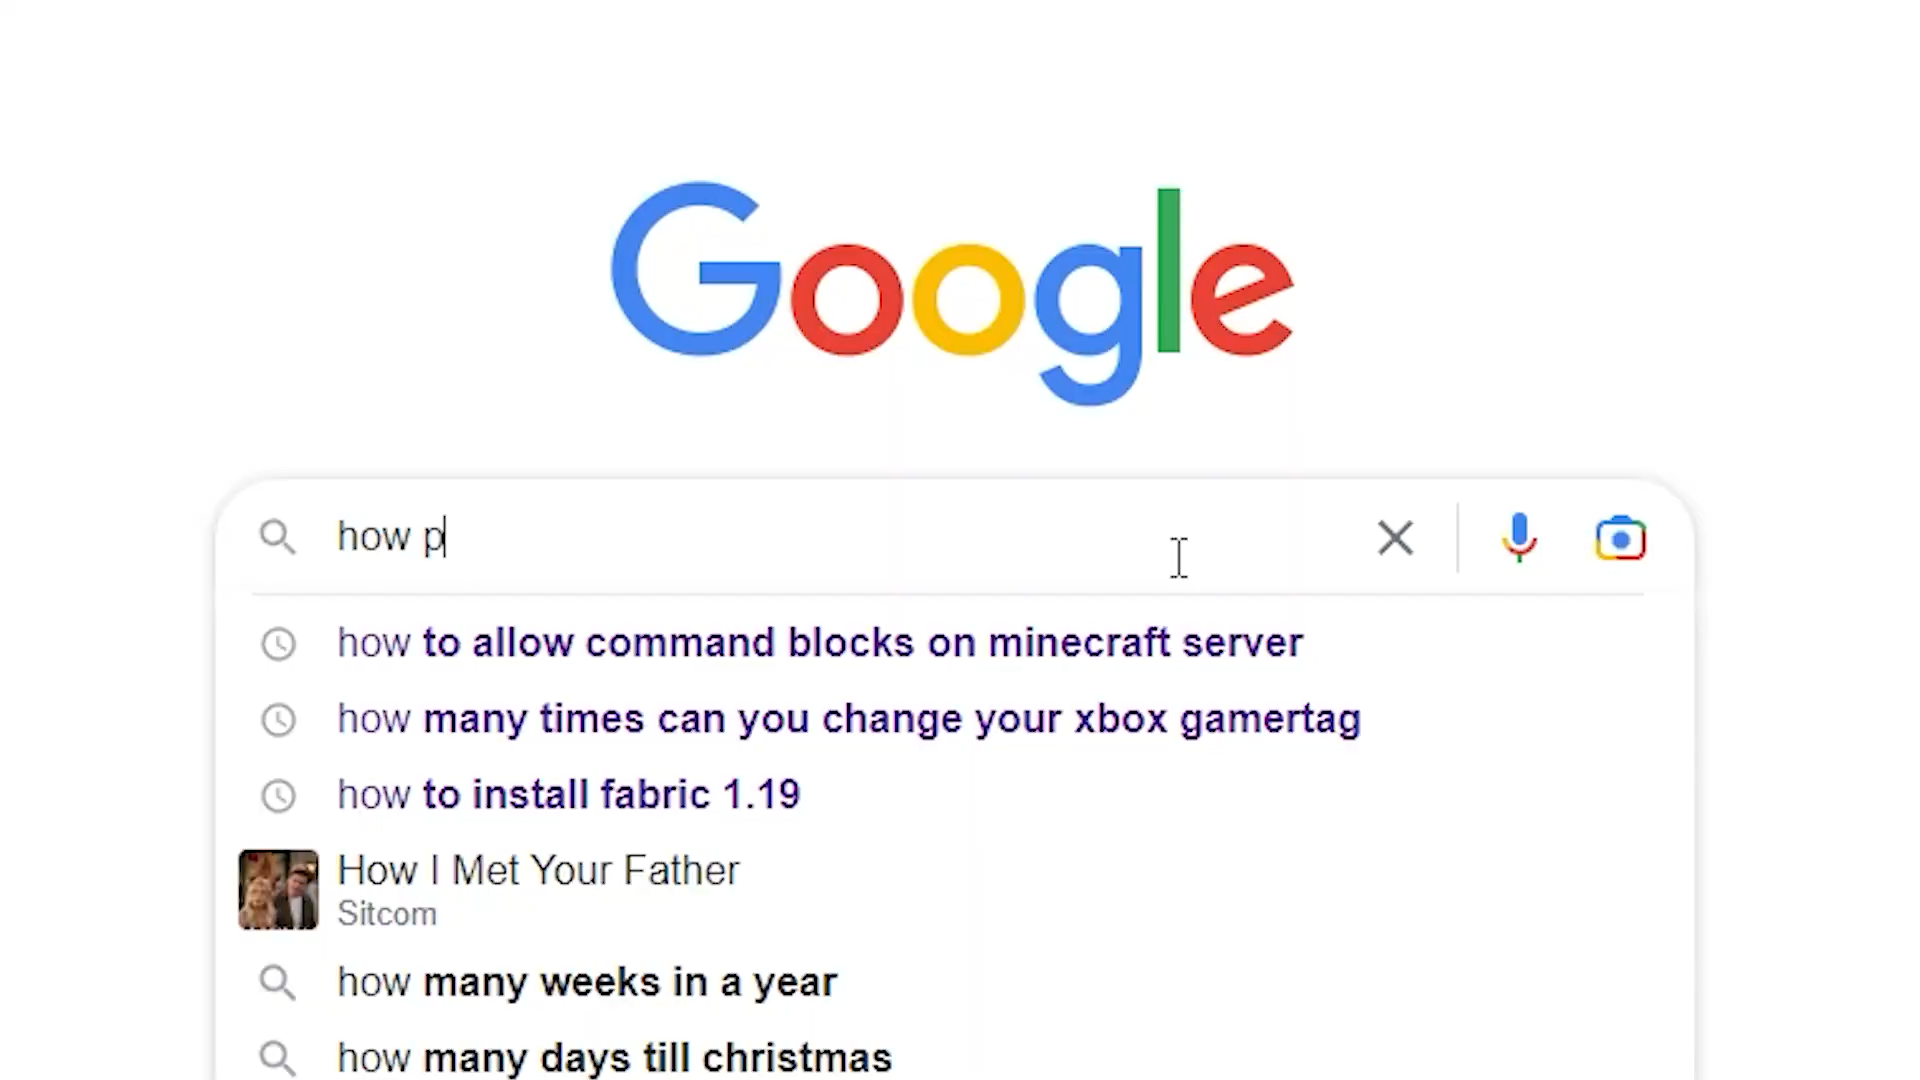 Google
how p
how to allow command blocks on minecraft server
how many times can you change your xbox gamertag
how to install fabric 1.19
How I Met Your Father
Sitcom
how many weeks in a year
how many days till christmas